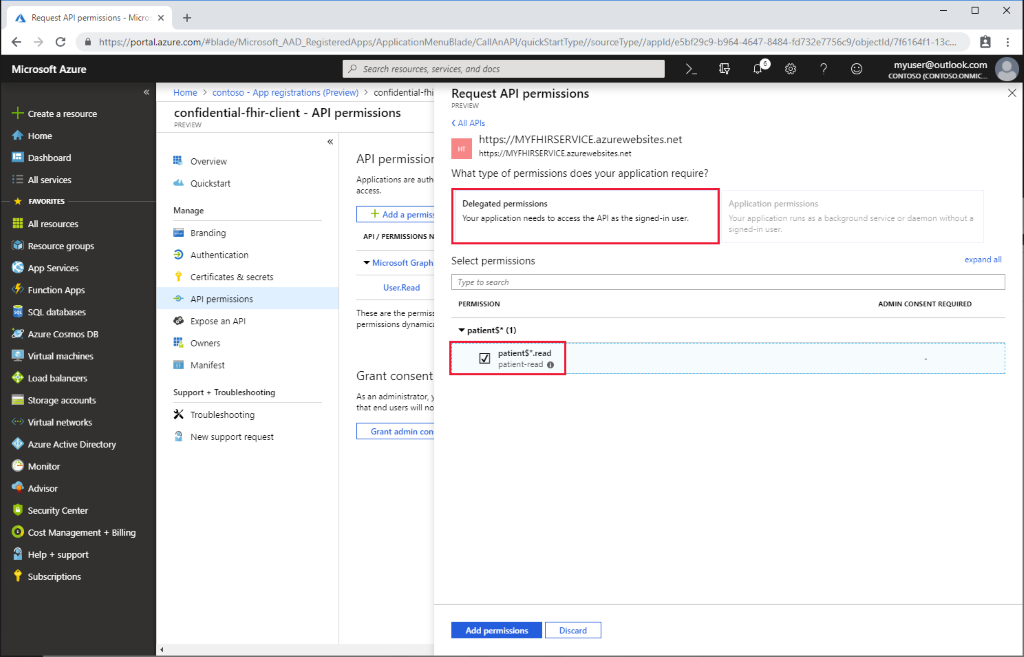 Request API permissions - Micro
https://portal.azure.com/#blade/Microsoft_AAD_RegisteredApps/ApplicationMenuBlade/CallAnAPI/quickStartType//sourceType//appId/e5bf29c9-b964-4647-8484-fd732e7756c9/objectId/7f6164f1-13c...
Microsoft Azure
Search resources, services, and docs
6
myuser@outlook.com
CONTOSO (CONTOSO.ONMIC...
Create a resource
Home
Dashboard
All services
FAVORITES
All resources
Resource groups
App Services
Function Apps
SQL databases
Azure Cosmos DB
Virtual machines
Load balancers
Storage accounts
Virtual networks
Azure Active Directory
Monitor
Advisor
Security Center
Cost Management + Billing
Help + support
Subscriptions
Home > contoso - App registrations (Preview) > confidential-fhi
confidential-fhir-client - API permissions
PREVIEW
Overview
Quickstart
Manage
Branding
Authentication
Certificates & secrets
API permissions
Expose an API
Owners
Manifest
Support + Troubleshooting
Troubleshooting
New support request
API permission
Applications are auth
access.
+ Add a permiss
API / PERMISSIONS N
Microsoft Graph
User.Read
These are the permiss
permissions dynamica
Grant consent
As an administrator, y
that end users will no
Grant admin con
Request API permissions
PREVIEW
All APIs
HT
https://MYFHIRSERVICE.azurewebsites.net
https://MYFHIRSERVICE.azurewebsites.net
What type of permissions does your application require?
Delegated permissions
Your application needs to access the API as the signed-in user.
Application permissions
Your application runs as a background service or daemon without a
signed-in user.
Select permissions
expand all
Type to search
PERMISSION
ADMIN CONSENT REQUIRED
patient$* (1)
patient$*.read
patient-read
-
Add permissions
Discard